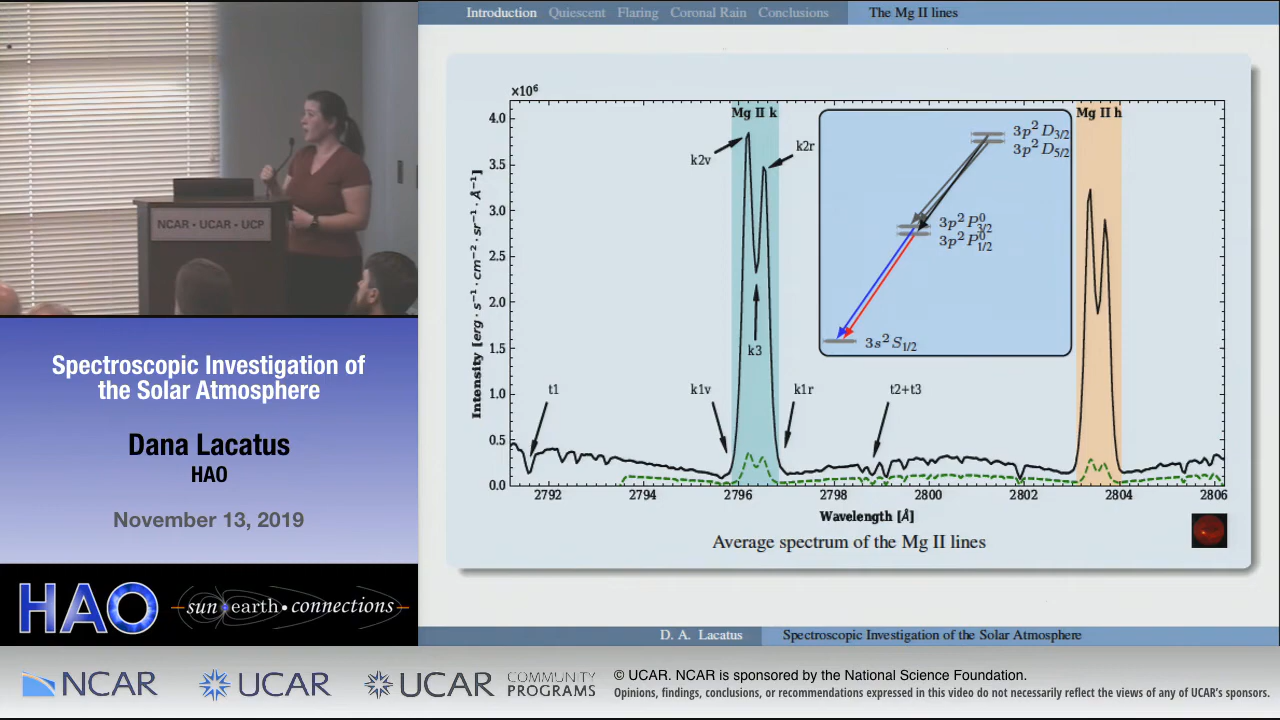 Introduction Quiescent Flaring Coronal Rain Conclusions The Mg II lines
×10⁶
Mg II k
Mg II h
4.0
3.5
3.0
2.5
2.0
1.5
1.0
0.5
0.0
Intensity [erg · s⁻¹ · cm⁻² · sr⁻¹ · Å⁻¹]
k2v
k2r
k3
t1
k1v
k1r
t2+t3
3p² D₃/₂
3p² D₅/₂
3p² P⁰₃/₂
3p² P⁰₁/₂
3s² S₁/₂
2792 2794 2796 2798 2800 2802 2804 2806
Wavelength [Å]
Average spectrum of the Mg II lines
D. A. Lacatus Spectroscopic Investigation of the Solar Atmosphere
NCAR • UCAR • UCP
Spectroscopic Investigation of
the Solar Atmosphere
Dana Lacatus
HAO
November 13, 2019
HAO
sun • earth • connections
NCAR
UCAR
UCAR
COMMUNITY
PROGRAMS
© UCAR. NCAR is sponsored by the National Science Foundation.
Opinions, findings, conclusions, or recommendations expressed in this video do not necessarily reflect the views of any of UCAR's sponsors.